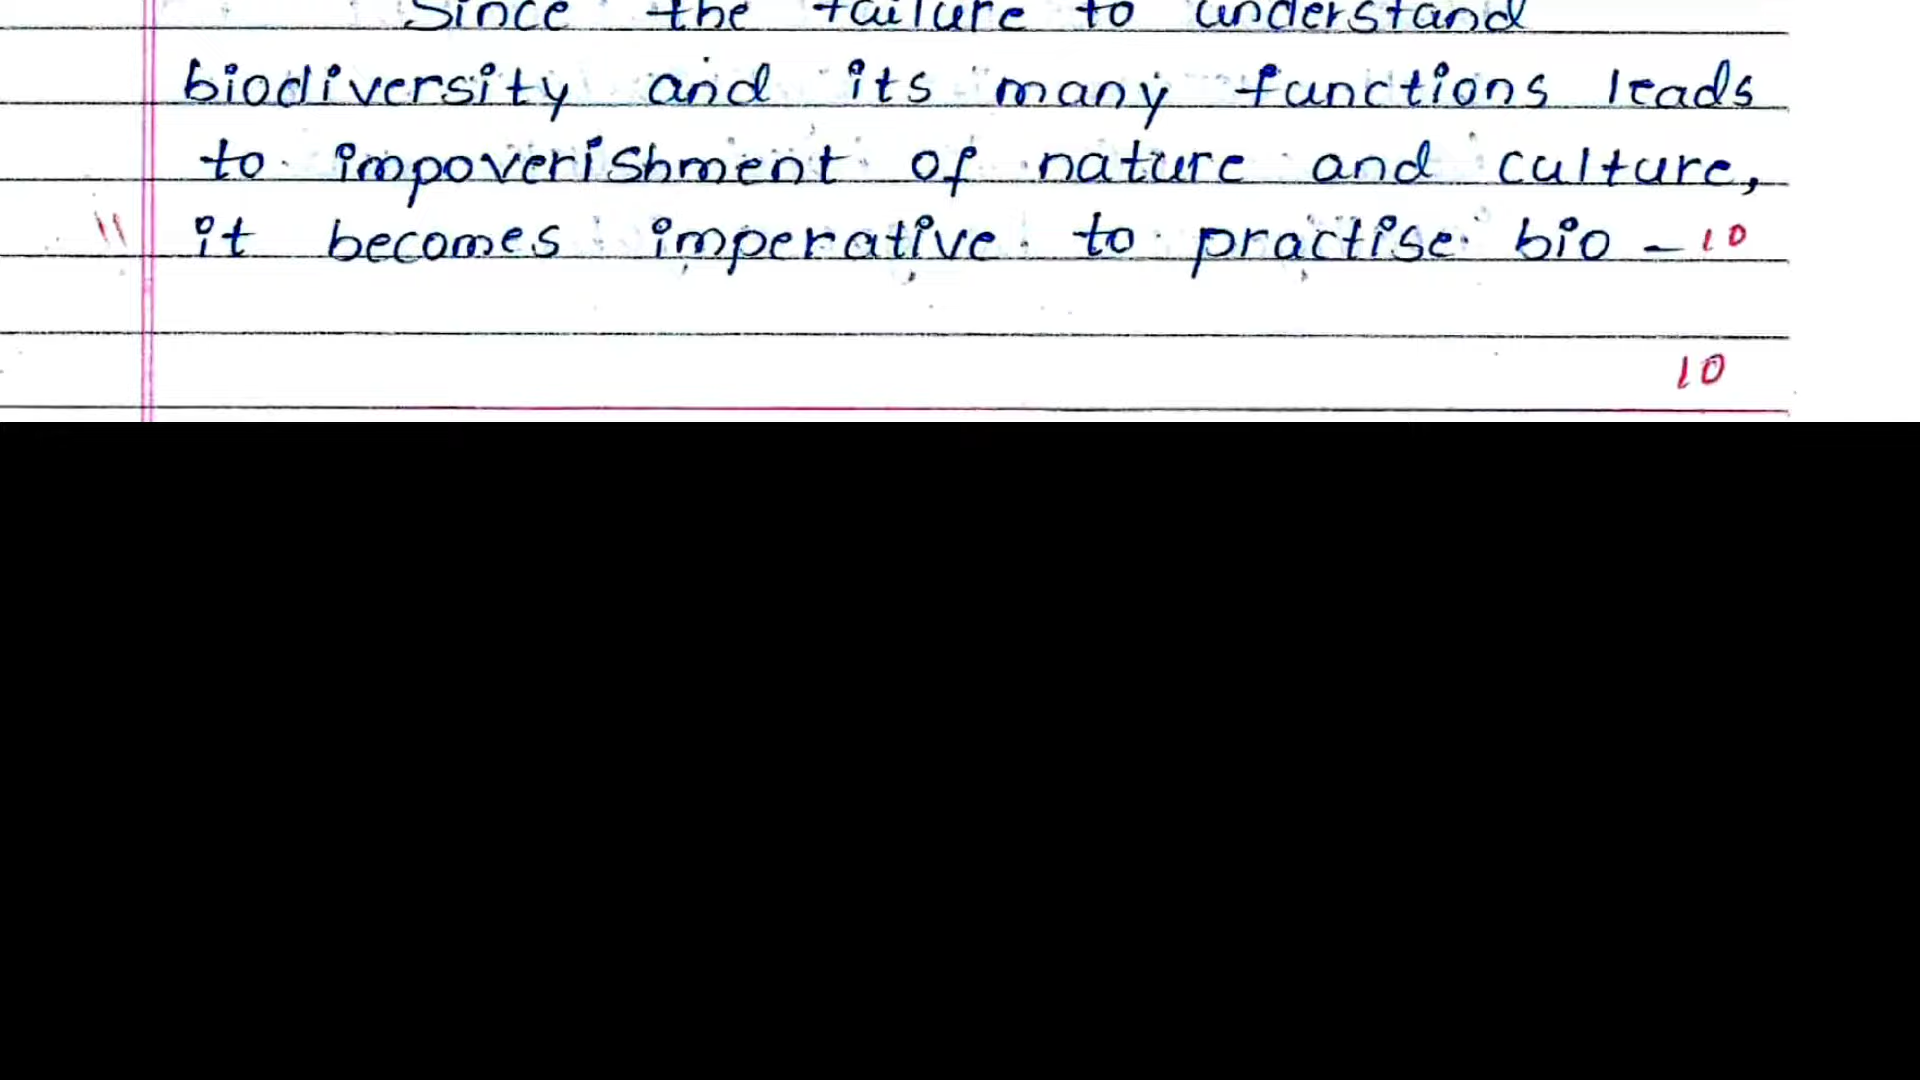 Since the failure to understand
biodiversity and its many functions leads
to impoverishment of nature and culture,
" it becomes imperative to practise bio - 10
10